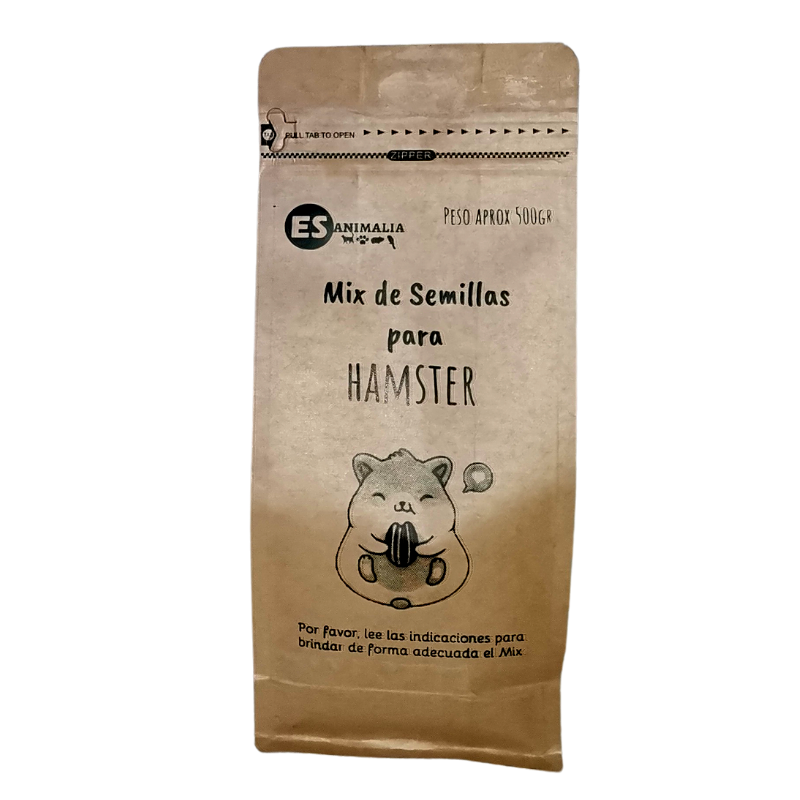 PULL TAB TO OPEN
ZIPPER
ES ANIMALIA
PESO APROX 500GR
Mix de Semillas
para
HAMSTER
Por favor, lee las indicaciones para
brindar de forma adecuada el Mix